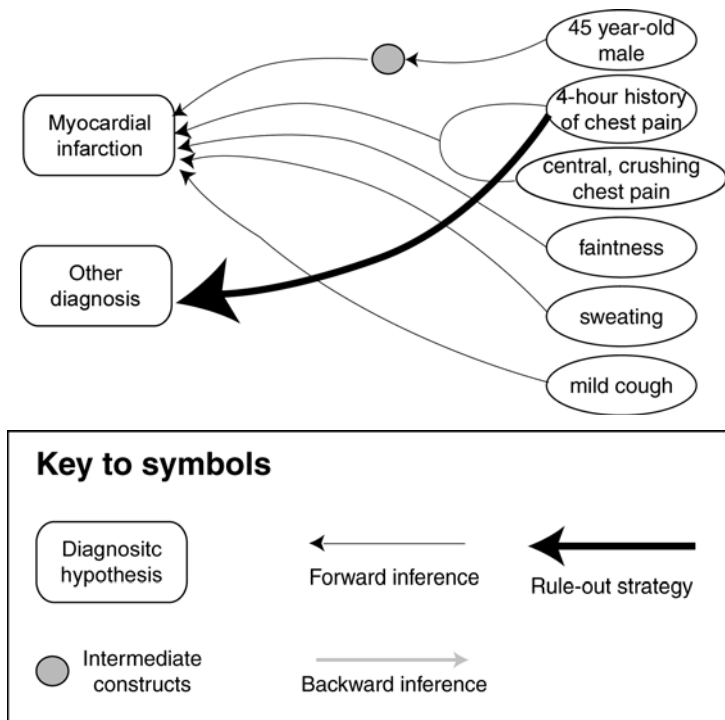 45 year-old
male
Myocardial
infarction
4-hour history
of chest pain
central, crushing
chest pain
Other
diagnosis
faintness
sweating
mild cough
Key to symbols
Diagnositc
hypothesis
Forward inference
Rule-out strategy
Intermediate
constructs
Backward inference